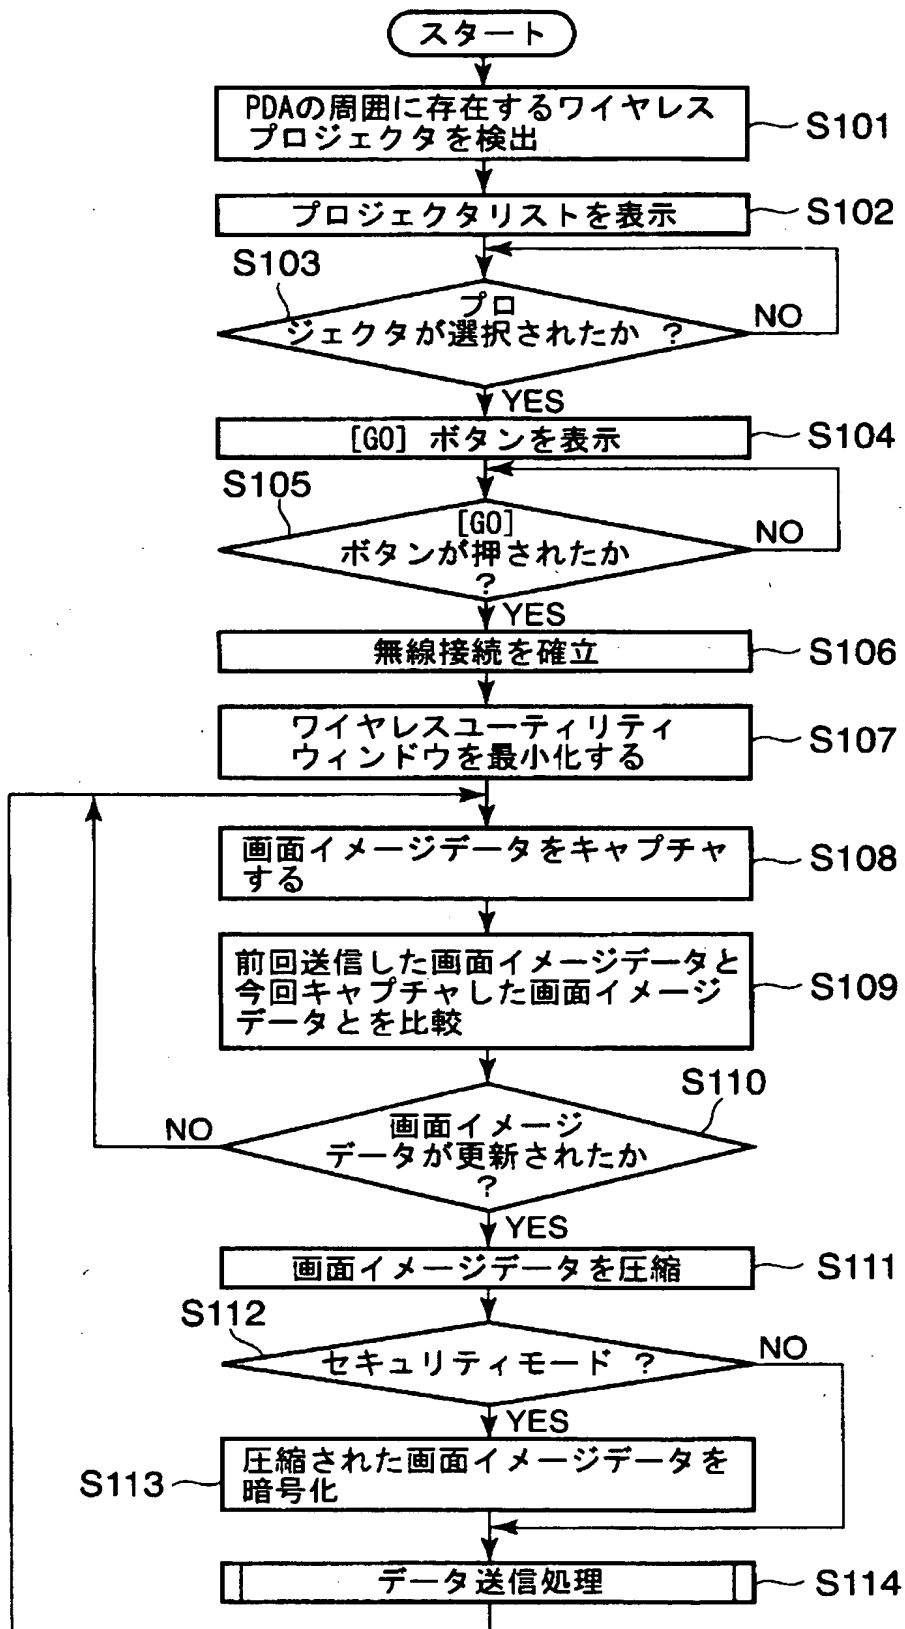 スタート
PDAの周囲に存在するワイヤレス
プロジェクタを検出
S101
プロジェクタリストを表示
S102
S103
プロ
ジェクタが選択されたか ?
NO
YES
[GO] ボタンを表示
S104
S105
[GO]
ボタンが押されたか
?
NO
YES
無線接続を確立
S106
ワイヤレスユーティリティ
ウィンドウを最小化する
S107
画面イメージデータをキャプチャ
する
S108
前回送信した画面イメージデータと
今回キャプチャした画面イメージ
データとを比較
S109
S110
画面イメージ
データが更新されたか
?
NO
YES
画面イメージデータを圧縮
S111
S112
セキュリティモード ?
NO
YES
圧縮された画面イメージデータを
暗号化
S113
データ送信処理
S114